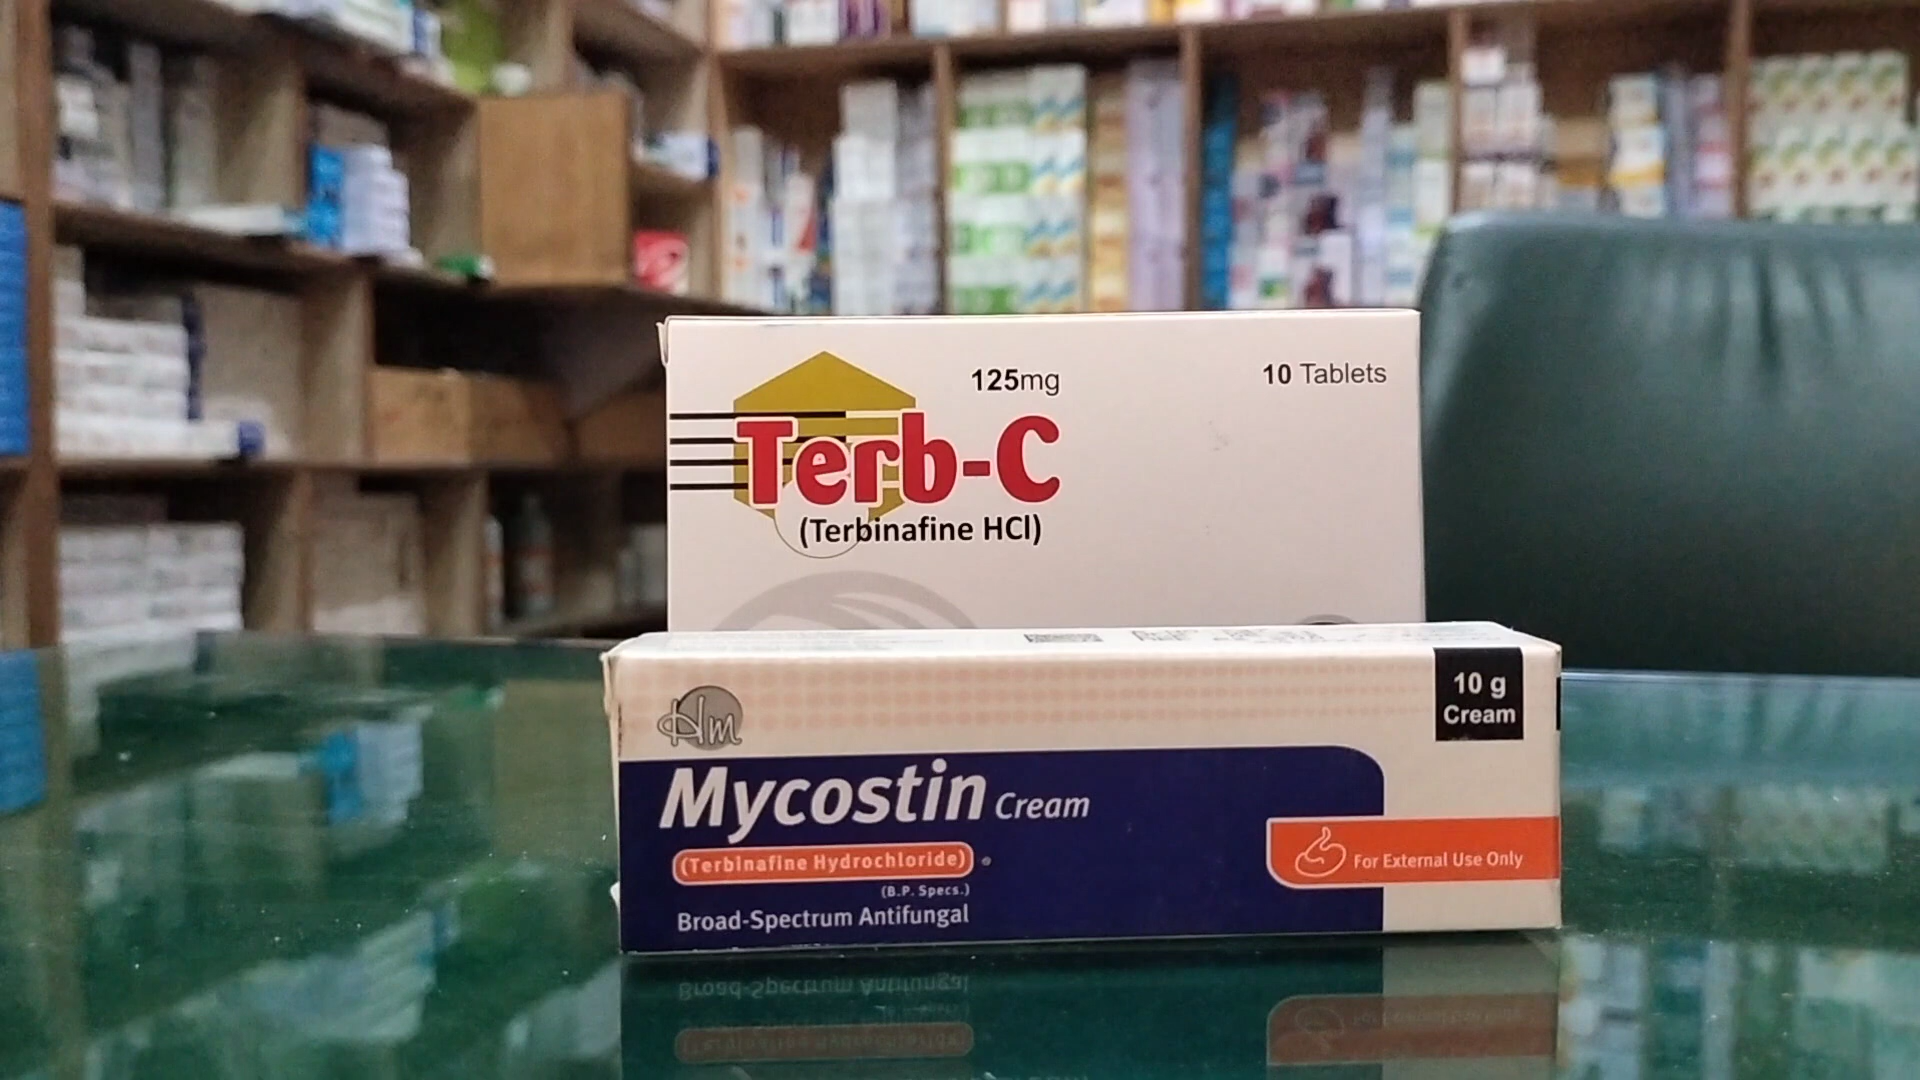 125mg
10 Tablets
Terb-C
(Terbinafine HCl)
10 g
Cream
Hm
Mycostin Cream
(Terbinafine Hydrochloride)
(B.P. Specs.)
Broad-Spectrum Antifungal
For External Use Only